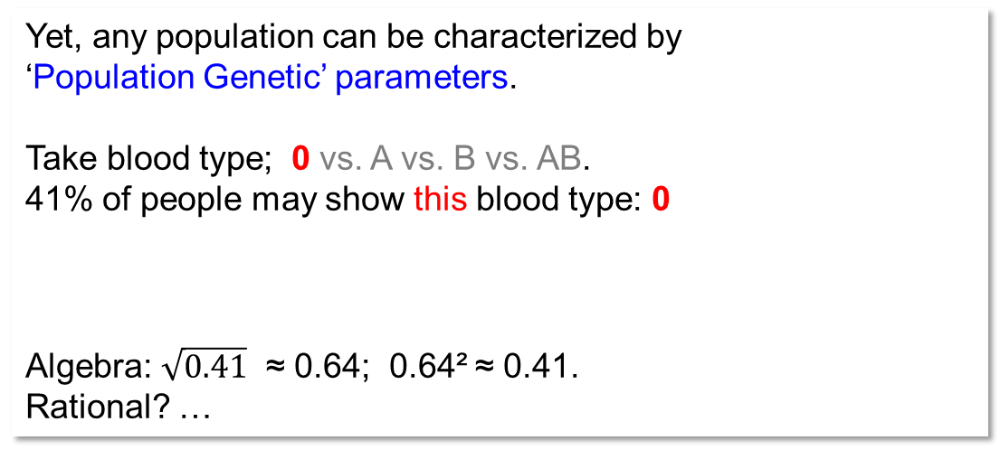 Yet, any population can be characterized by
‘Population Genetic’ parameters.
Take blood type; 0 vs. A vs. B vs. AB.
41% of people may show this blood type: 0
Algebra: √0.41 ≈ 0.64; 0.64² ≈ 0.41.
Rational? …